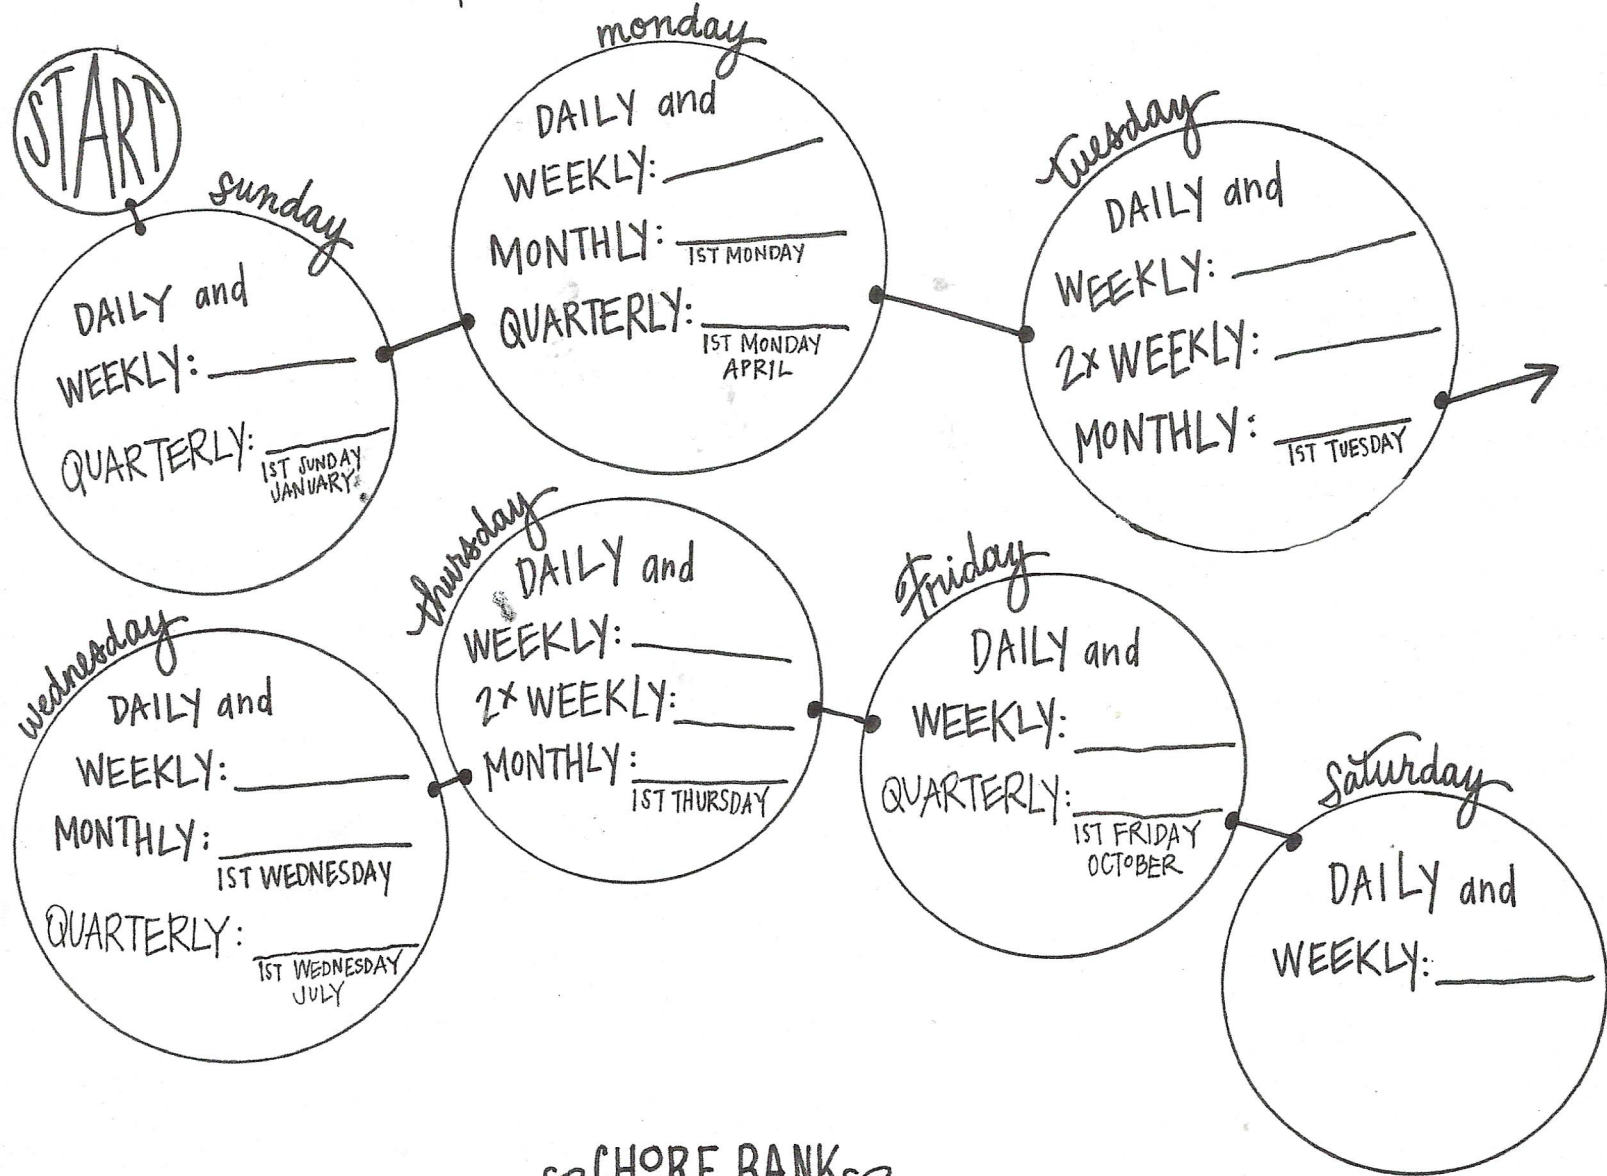 START
sunday
DAILY and
WEEKLY:
QUARTERLY:
1ST SUNDAY
JANUARY
monday
DAILY and
WEEKLY:
MONTHLY:
1ST MONDAY
QUARTERLY:
1ST MONDAY
APRIL
tuesday
DAILY and
WEEKLY:
2x WEEKLY:
MONTHLY:
1ST TUESDAY
wednesday
DAILY and
WEEKLY:
MONTHLY:
1ST WEDNESDAY
QUARTERLY:
1ST WEDNESDAY
JULY
thursday
DAILY and
WEEKLY:
2x WEEKLY:
MONTHLY:
1ST THURSDAY
Friday
DAILY and
WEEKLY:
QUARTERLY:
1ST FRIDAY
OCTOBER
saturday
DAILY and
WEEKLY:
CHORE BANK